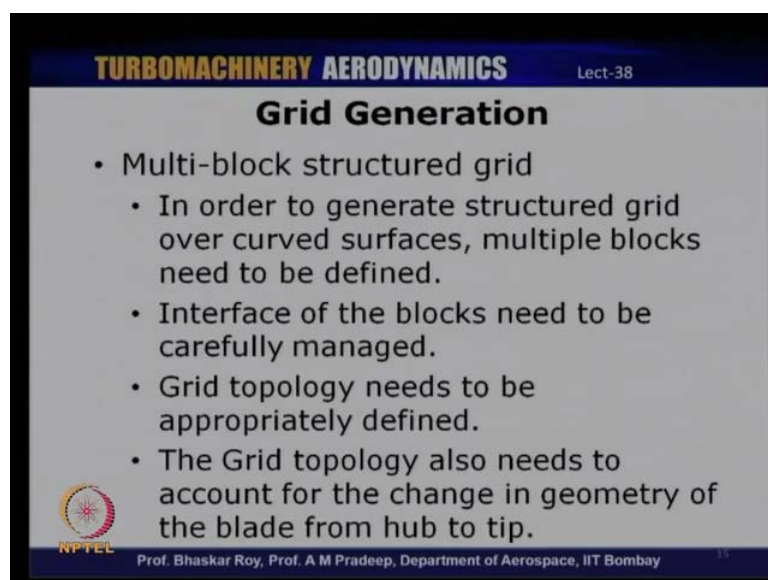 TURBOMACHINERY AERODYNAMICS Lect-38
Grid Generation
• Multi-block structured grid
• In order to generate structured grid
over curved surfaces, multiple blocks
need to be defined.
• Interface of the blocks need to be
carefully managed.
• Grid topology needs to be
appropriately defined.
• The Grid topology also needs to
account for the change in geometry of
the blade from hub to tip.
NPTEL
Prof. Bhaskar Roy, Prof. A M Pradeep, Department of Aerospace, IIT Bombay
15